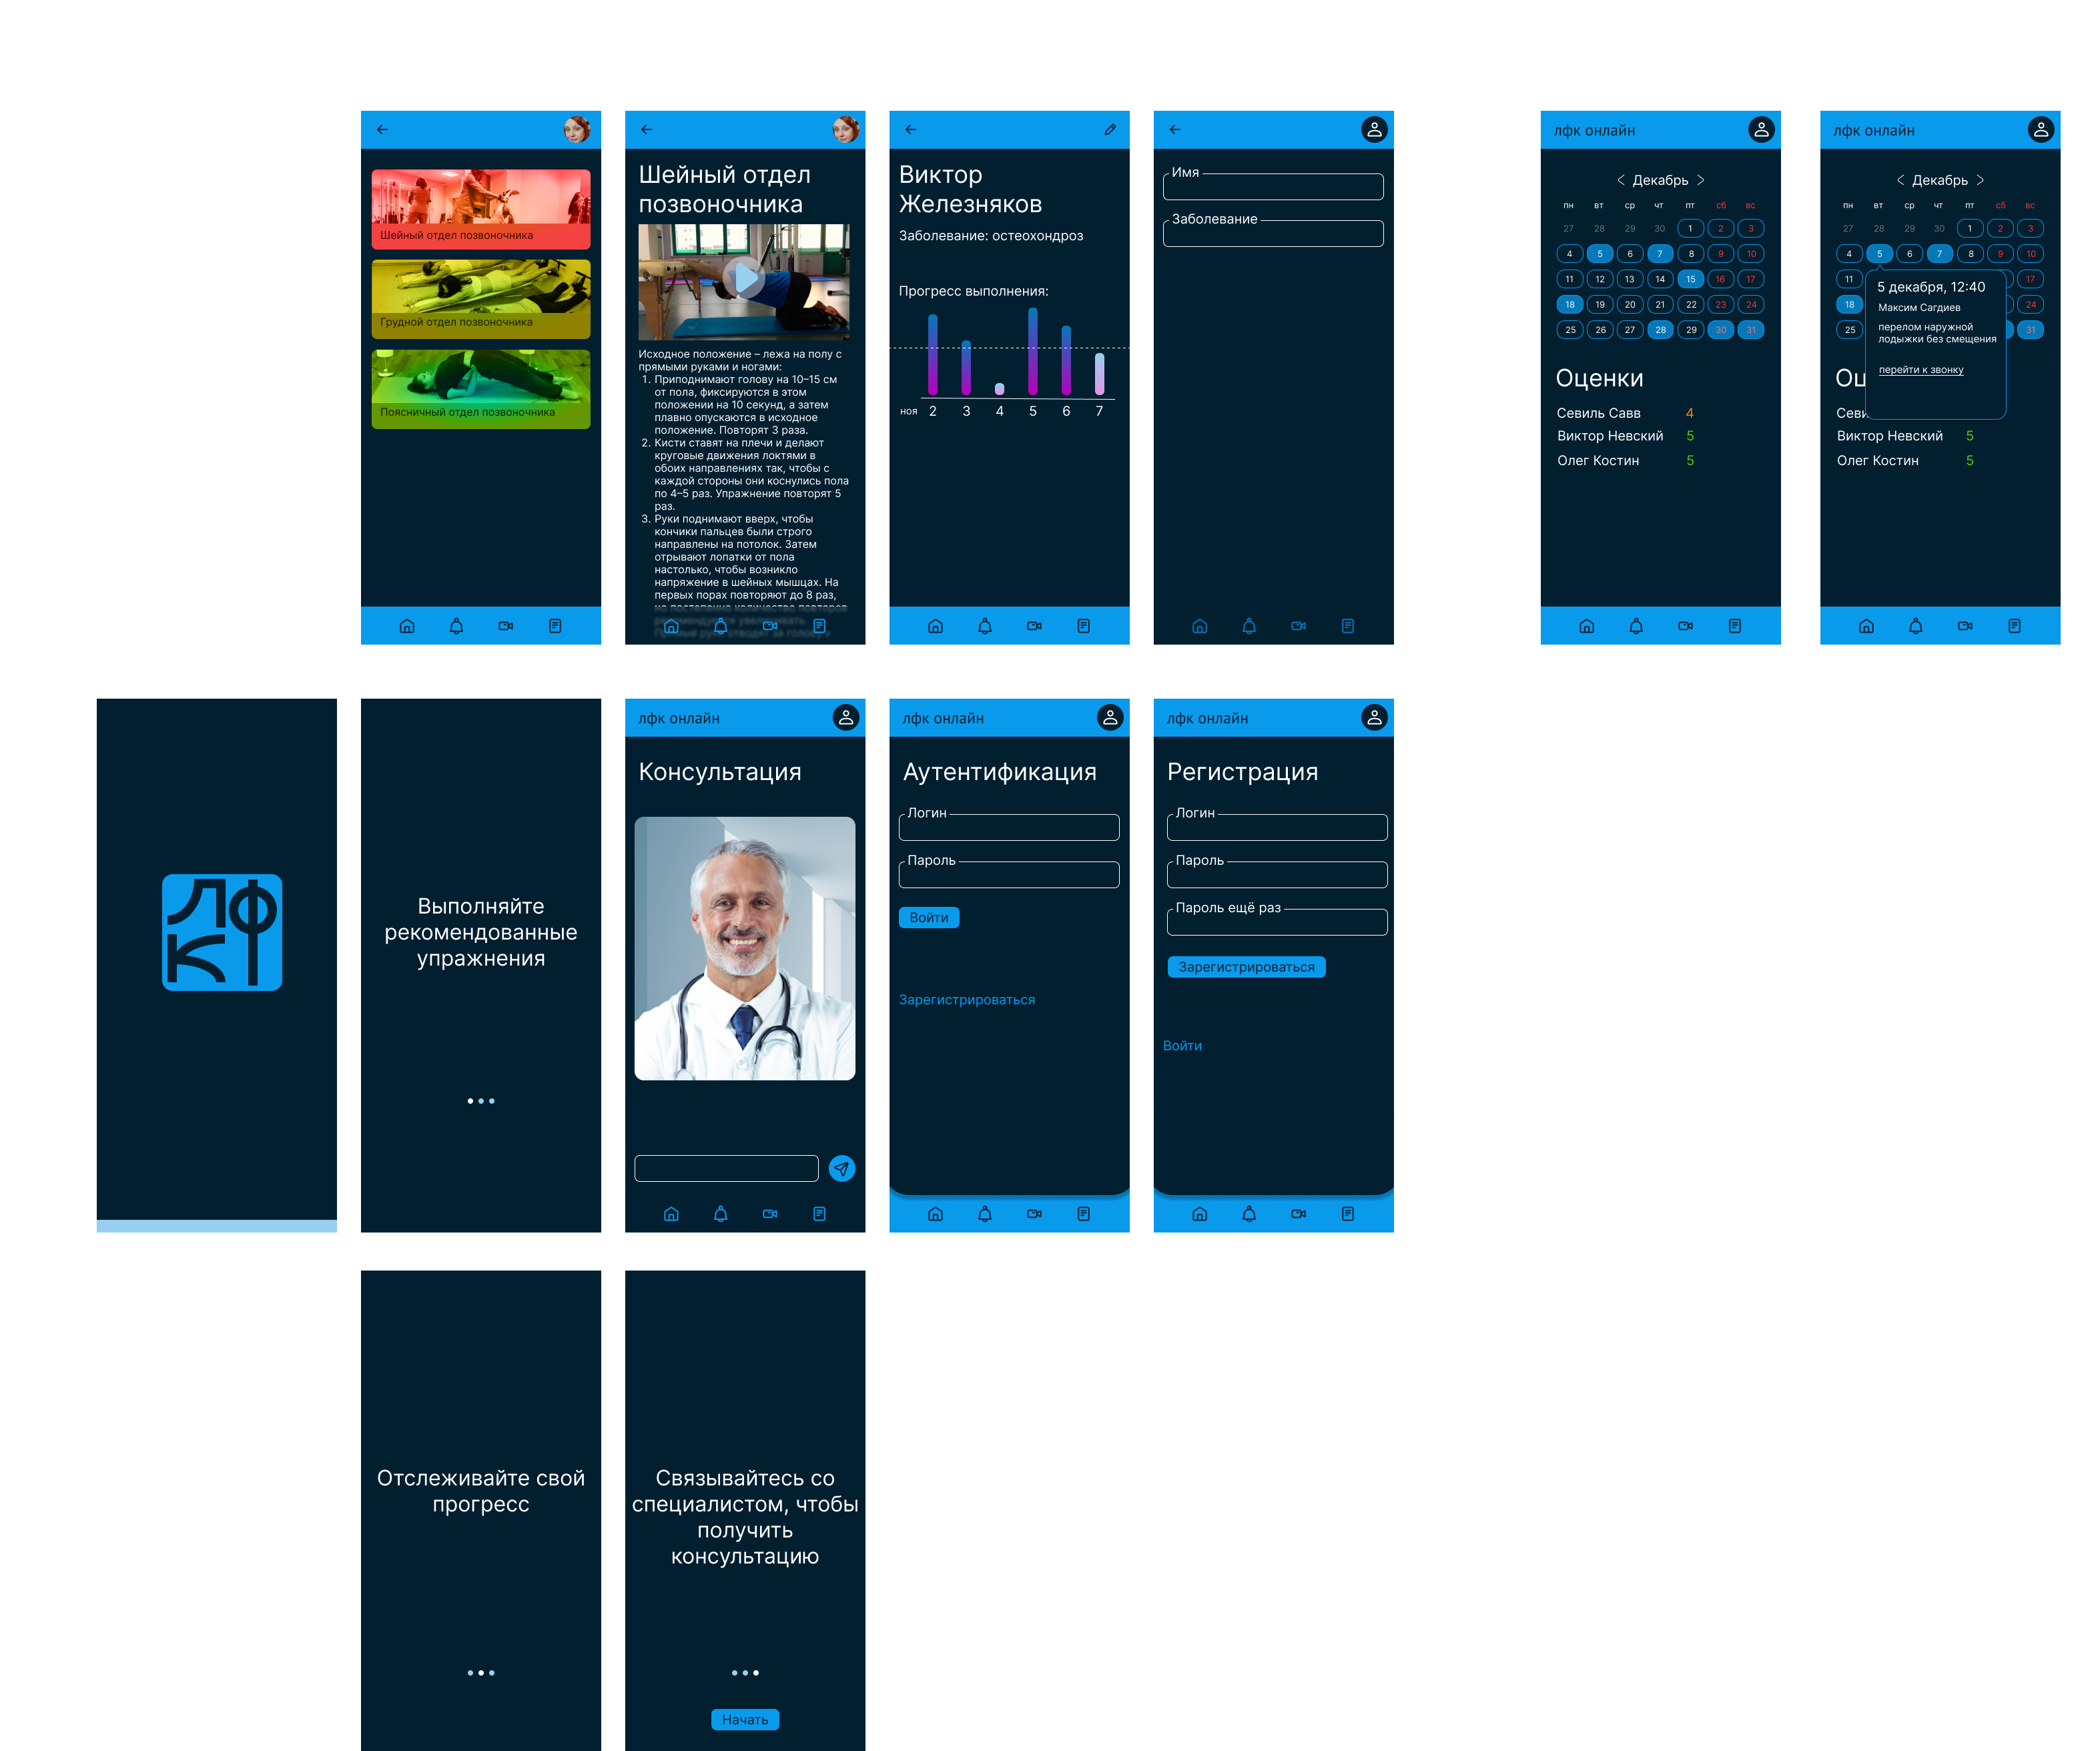 Шейный отдел позвоночника
Грудной отдел позвоночника
Поясничный отдел позвоночника
Шейный отдел
позвоночника
Исходное положение – лежа на полу с
прямыми руками и ногами:
1. Приподнимают голову на 10–15 см
от пола, фиксируются в этом
положении на 10 секунд, а затем
плавно опускаются в исходное
положение. Повторят 3 раза.
2. Кисти ставят на плечи и делают
круговые движения локтями в
обоих направлениях так, чтобы с
каждой стороны они коснулись пола
по 4–5 раз. Упражнение повторят 5
раз.
3. Руки поднимают вверх, чтобы
кончики пальцев были строго
направлены на потолок. Затем
отрывают лопатки от пола
настолько, чтобы возникло
напряжение в шейных мышцах. На
первых порах повторяют до 8 раз,
но постепенно количество повторов
рекомендуется увеличивать.
Прямые руки отводят за голову
Виктор
Железняков
Заболевание: остеохондроз
Прогресс выполнения:
ноя 2 3 4 5 6 7
Имя
Заболевание
лфк онлайн
Декабрь
пн вт ср чт пт сб вс
27 28 29 30 1 2 3
4 5 6 7 8 9 10
11 12 13 14 15 16 17
18 19 20 21 22 23 24
25 26 27 28 29 30 31
Оценки
Севиль Савв 4
Виктор Невский 5
Олег Костин 5
лфк онлайн
Декабрь
пн вт ср чт пт сб вс
27 28 29 30 1 2 3
4 5 6 7 8 9 10
11 17
18 24
25 31
5 декабря, 12:40
Максим Сагдиев
перелом наружной
лодыжки без смещения
перейти к звонку
Оц
Севи
Виктор Невский 5
Олег Костин 5
ЛФ
К
Выполняйте
рекомендованные
упражнения
лфк онлайн
Консультация
лфк онлайн
Аутентификация
Логин
Пароль
Войти
Зарегистрироваться
лфк онлайн
Регистрация
Логин
Пароль
Пароль ещё раз
Зарегистрироваться
Войти
Отслеживайте свой
прогресс
Связывайтесь со
специалистом, чтобы
получить
консультацию
Начать